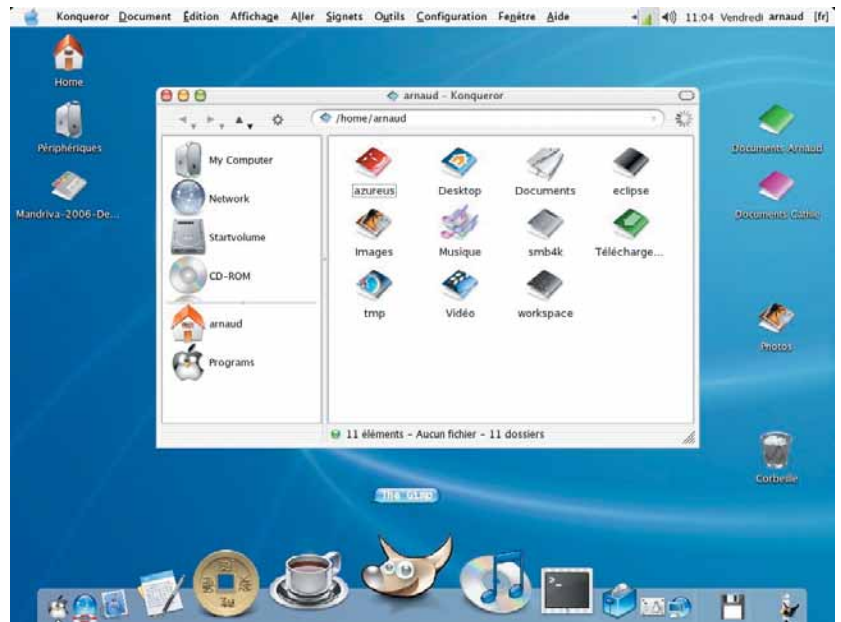 Konqueror Document Édition Affichage Aller Signets Outils Configuration Fenêtre Aide 11:04 Vendredi arnaud [fr]
Home
Périphériques
Mandriva-2006-De...
arnaud - Konqueror
/home/arnaud
My Computer
Network
Startvolume
CD-ROM
arnaud
Programs
azureus Desktop Documents eclipse
Images Musique smb4k Télécharge...
tmp Vidéo workspace
11 éléments - Aucun fichier - 11 dossiers
Documents Arnaud
Documents Cathie
Photos
Corbeille
The Gimp
>_